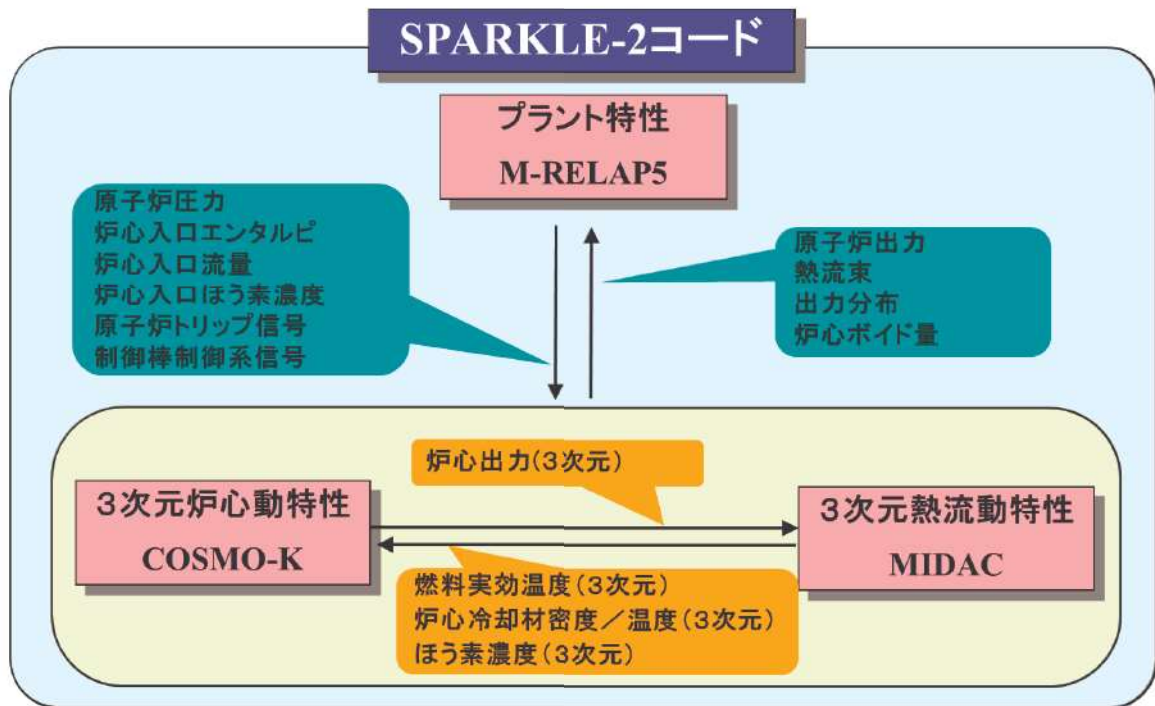 SPARKLE-2コード
プラント特性
M-RELAP5
原子炉圧力
炉心入口エンタルピ
炉心入口流量
炉心入口ほう素濃度
原子炉トリップ信号
制御棒制御系信号
原子炉出力
熱流束
出力分布
炉心ボイド量
炉心出力(3次元)
3次元炉心動特性
COSMO-K
3次元熱流動特性
MIDAC
燃料実効温度(3次元)
炉心冷却材密度/温度(3次元)
ほう素濃度(3次元)